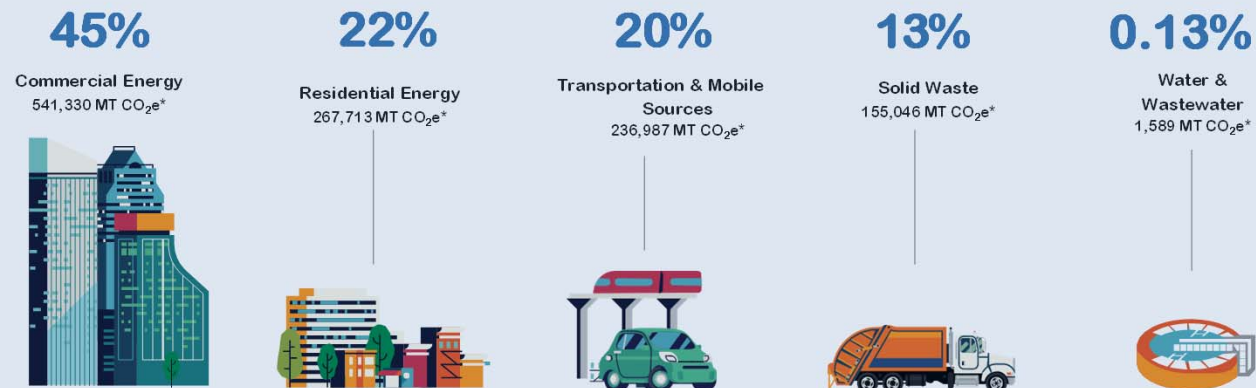 45%
Commercial Energy
541,330 MT CO₂e*
22%
Residential Energy
267,713 MT CO₂e*
20%
Transportation & Mobile
Sources
236,987 MT CO₂e*
13%
Solid Waste
155,046 MT CO₂e*
0.13%
Water &
Wastewater
1,589 MT CO₂e*